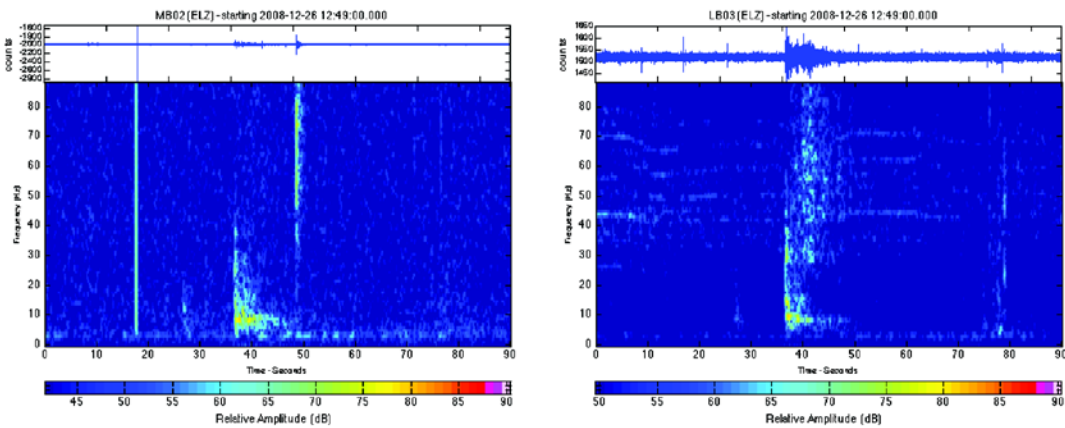 MB02 (ELZ) - starting 2008-12-26 12:49:00.000
counts
-1600
-1800
-2000
-2200
-2400
-2600
-2800
Frequency (Hz)
80
70
60
50
40
30
20
10
0
0 10 20 30 40 50 60 70 80 90
Time - Seconds
45 50 55 60 65 70 75 80 85 90
Relative Amplitude (dB)
LB03 (ELZ) - starting 2008-12-26 12:49:00.000
counts
1650
1600
1550
1500
1450
Frequency (Hz)
80
70
60
50
40
30
20
10
0
0 10 20 30 40 50 60 70 80 90
Time - Seconds
50 55 60 65 70 75 80 85 90
Relative Amplitude (dB)